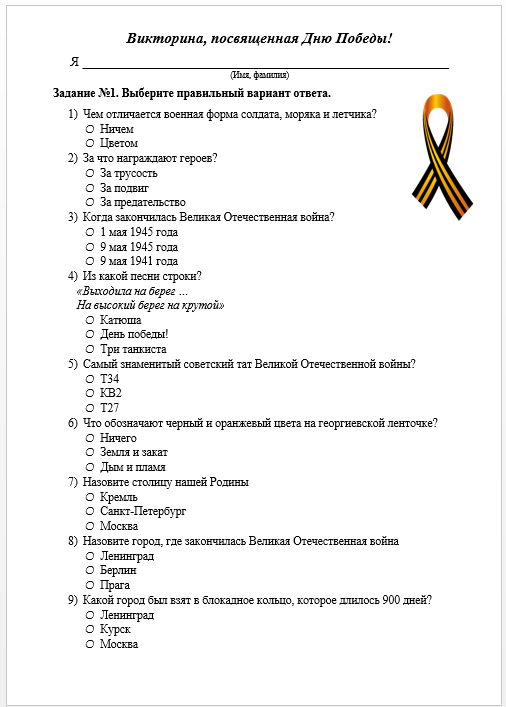 Викторина, посвященная Дню Победы!
Я ____________________________________________________________
(Имя, фамилия)
Задание №1. Выберите правильный вариант ответа.
1) Чем отличается военная форма солдата, моряка и летчика?
O Ничем
O Цветом
2) За что награждают героев?
O За трусость
O За подвиг
O За предательство
3) Когда закончилась Великая Отечественная война?
O 1 мая 1945 года
O 9 мая 1945 года
O 9 мая 1941 года
4) Из какой песни строки?
«Выходила на берег …
На высокий берег на крутой»
O Катюша
O День победы!
O Три танкиста
5) Самый знаменитый советский тат Великой Отечественной войны?
O Т34
O КВ2
O Т27
6) Что обозначают черный и оранжевый цвета на георгиевской ленточке?
O Ничего
O Земля и закат
O Дым и пламя
7) Назовите столицу нашей Родины
O Кремль
O Санкт-Петербург
O Москва
8) Назовите город, где закончилась Великая Отечественная война
O Ленинград
O Берлин
O Прага
9) Какой город был взят в блокадное кольцо, которое длилось 900 дней?
O Ленинград
O Курск
O Москва